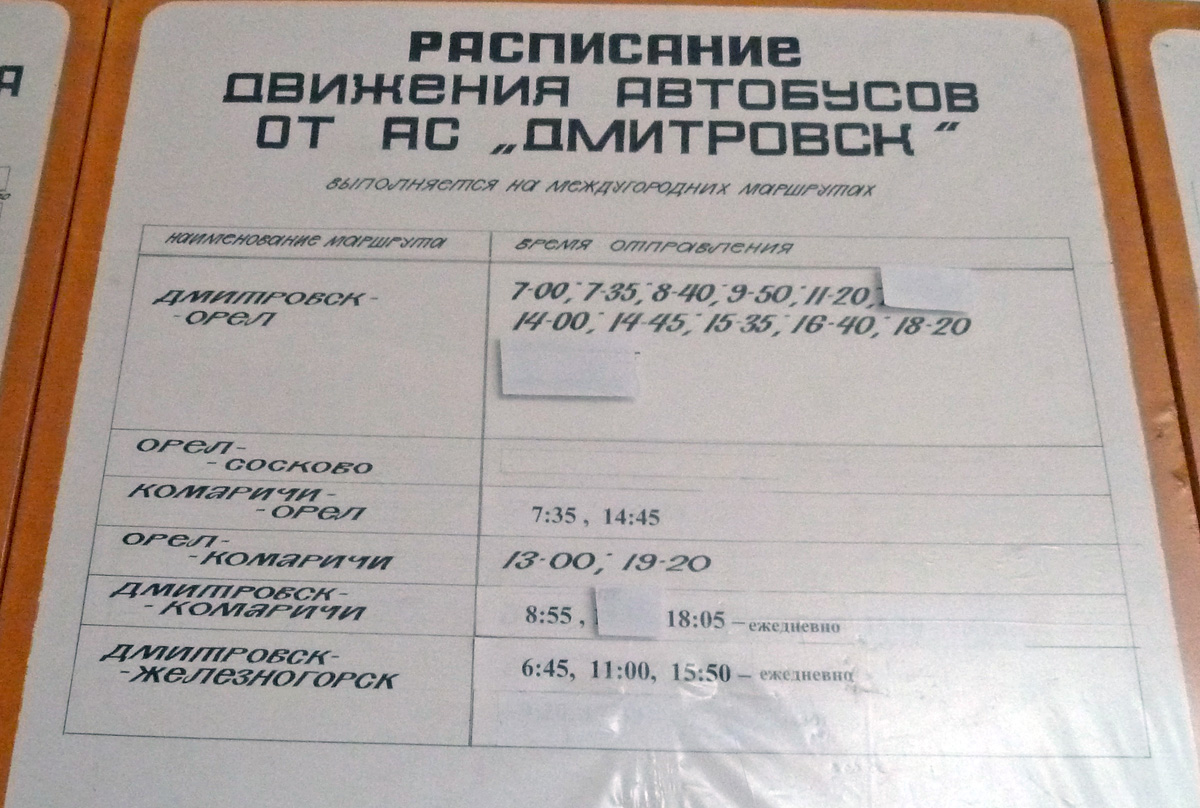 РАСПИСАНИЕ
ДВИЖЕНИЯ АВТОБУСОВ
ОТ АС „ДМИТРОВСК“
ВЫПОЛНЯЕТСЯ НА МЕЖДУГОРОДНИХ МАРШРУТАХ
НАИМЕНОВАНИЕ МАРШРУТА ВРЕМЯ ОТПРАВЛЕНИЯ
ДМИТРОВСК- 7-00; 7-35; 8-40; 9-50; 11-20;
-ОРЕЛ 14-00; 14-45; 15-35; 16-40; 18-20
ОРЕЛ-
-СОСКОВО
КОМАРИЧИ-
-ОРЕЛ 7:35 , 14:45
ОРЕЛ-
-КОМАРИЧИ 13-00; 19-20
ДМИТРОВСК-
-КОМАРИЧИ 8:55 , 18:05 – ежедневно
ДМИТРОВСК-
-ЖЕЛЕЗНОГОРСК 6:45, 11:00, 15:50 – ежедневно